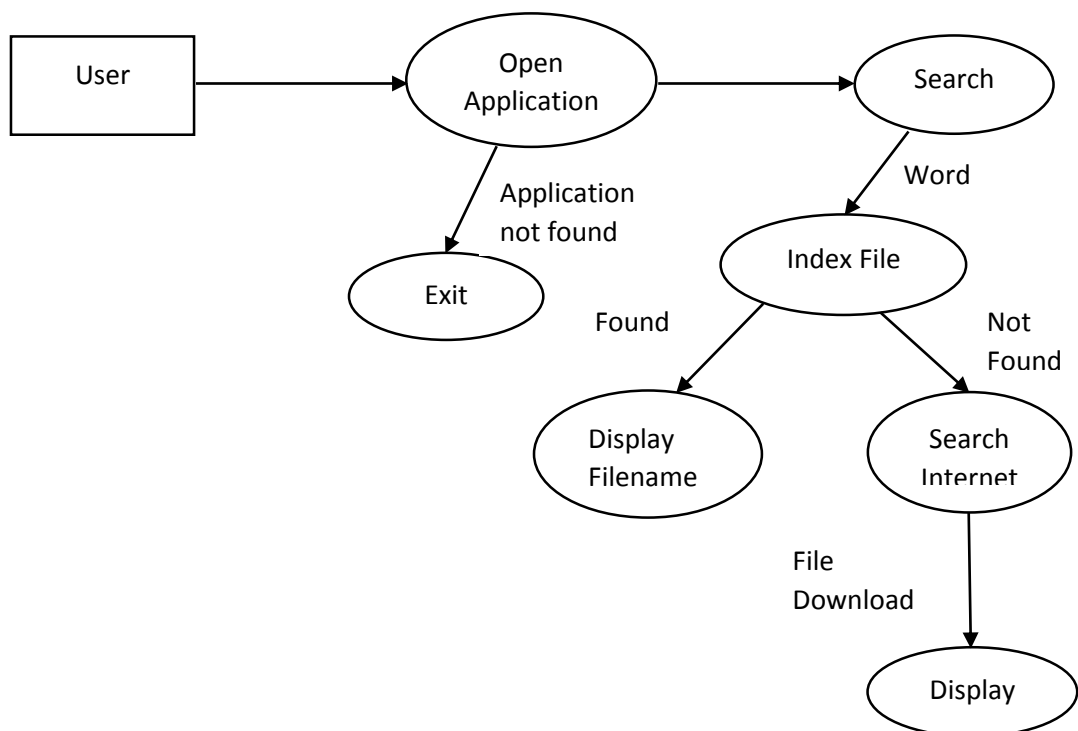 User
Open
Application
Search
Application
not found
Word
Exit
Index File
Found
Not
Found
Display
Filename
Search
Internet
File
Download
Display